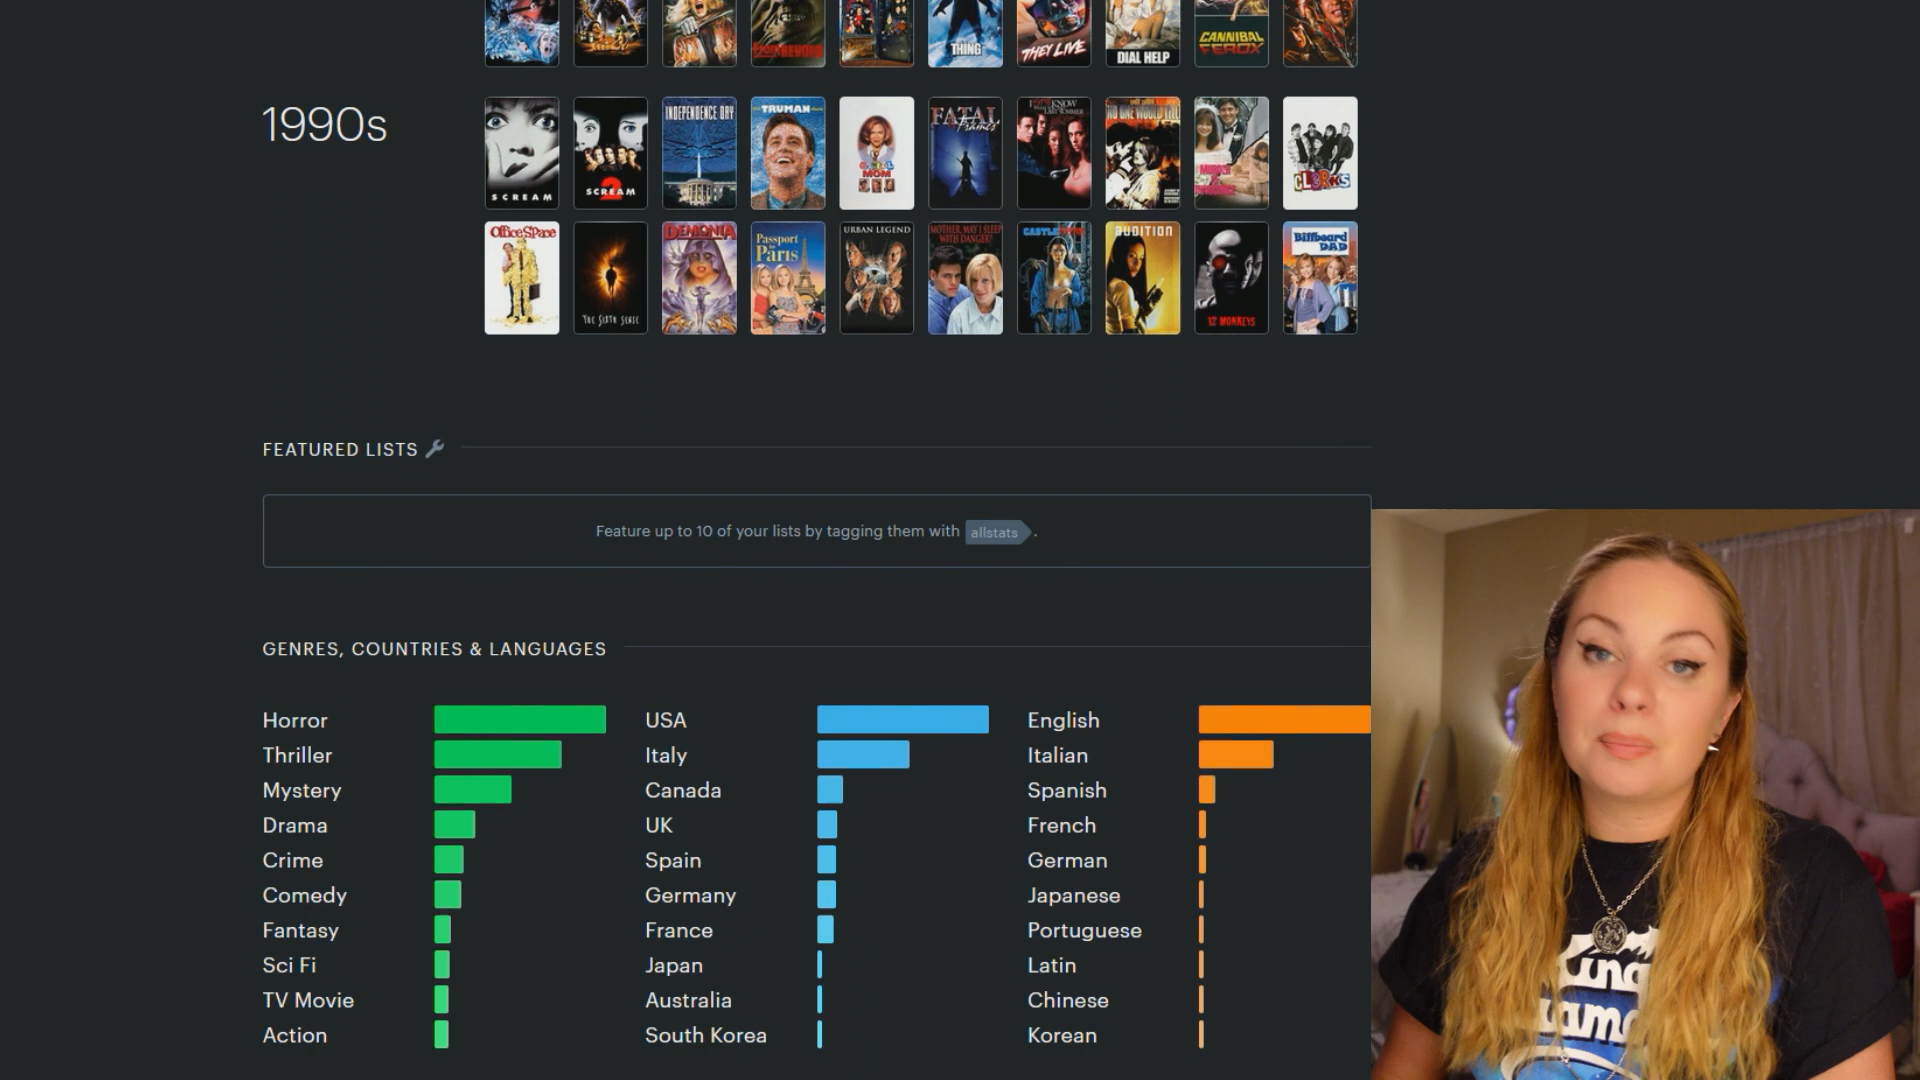 FROM BEYOND
THE THING
THEY LIVE
DIAL HELP
CANNIBAL FEROX
1990s
SCREAM
SCREAM 2
INDEPENDENCE DAY
TRUMAN
MOM
FATAL Frames
I KNOW
NO ONE WOULD TELL
CLERKS
OfficeSpace
THE SIXTH SENSE
DEMONIA
Passport to Paris
URBAN LEGEND
MOTHER, MAY I SLEEP WITH DANGER?
AUDITION
12 MONKEYS
Billboard DAD
FEATURED LISTS
Feature up to 10 of your lists by tagging them with allstats.
GENRES, COUNTRIES & LANGUAGES
Horror USA English
Thriller Italy Italian
Mystery Canada Spanish
Drama UK French
Crime Spain German
Comedy Germany Japanese
Fantasy France Portuguese
Sci Fi Japan Latin
TV Movie Australia Chinese
Action South Korea Korean